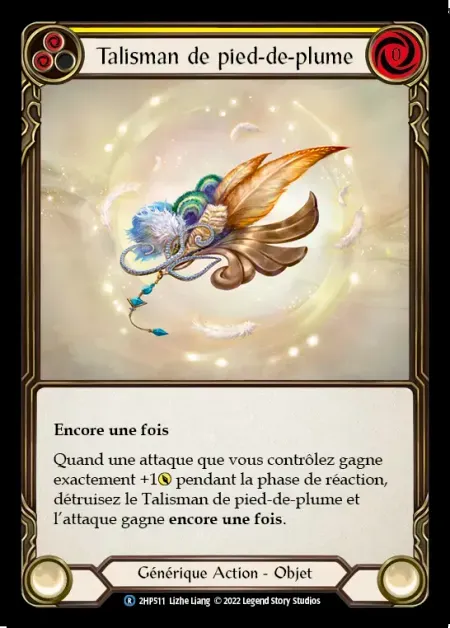 Talisman de pied-de-plume
0
Encore une fois
Quand une attaque que vous contrôlez gagne
exactement +1 pendant la phase de réaction,
détruisez le Talisman de pied-de-plume et
l'attaque gagne encore une fois.
Générique Action - Objet
R 2HP511 Lizhe Liang © 2022 Legend Story Studios